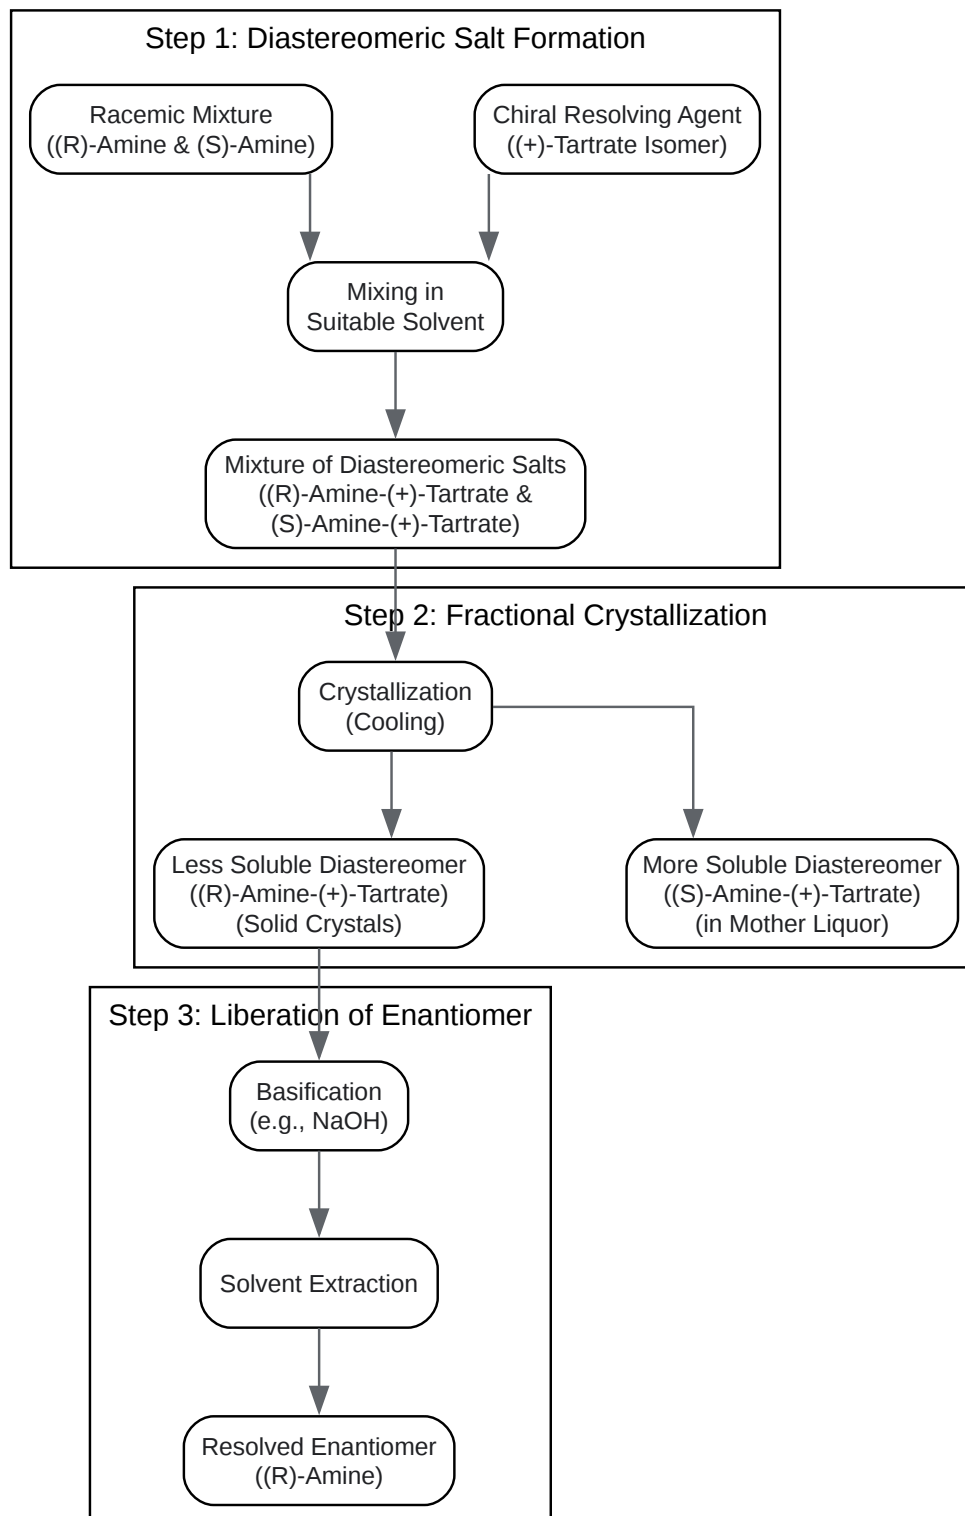 Step 1: Diastereomeric Salt Formation
Racemic Mixture
((R)-Amine & (S)-Amine)
Chiral Resolving Agent
((+)-Tartrate Isomer)
Mixing in
Suitable Solvent
Mixture of Diastereomeric Salts
((R)-Amine-(+)-Tartrate &
(S)-Amine-(+)-Tartrate)
Step 2: Fractional Crystallization
Crystallization
(Cooling)
Less Soluble Diastereomer
((R)-Amine-(+)-Tartrate)
(Solid Crystals)
More Soluble Diastereomer
((S)-Amine-(+)-Tartrate)
(in Mother Liquor)
Step 3: Liberation of Enantiomer
Basification
(e.g., NaOH)
Solvent Extraction
Resolved Enantiomer
((R)-Amine)